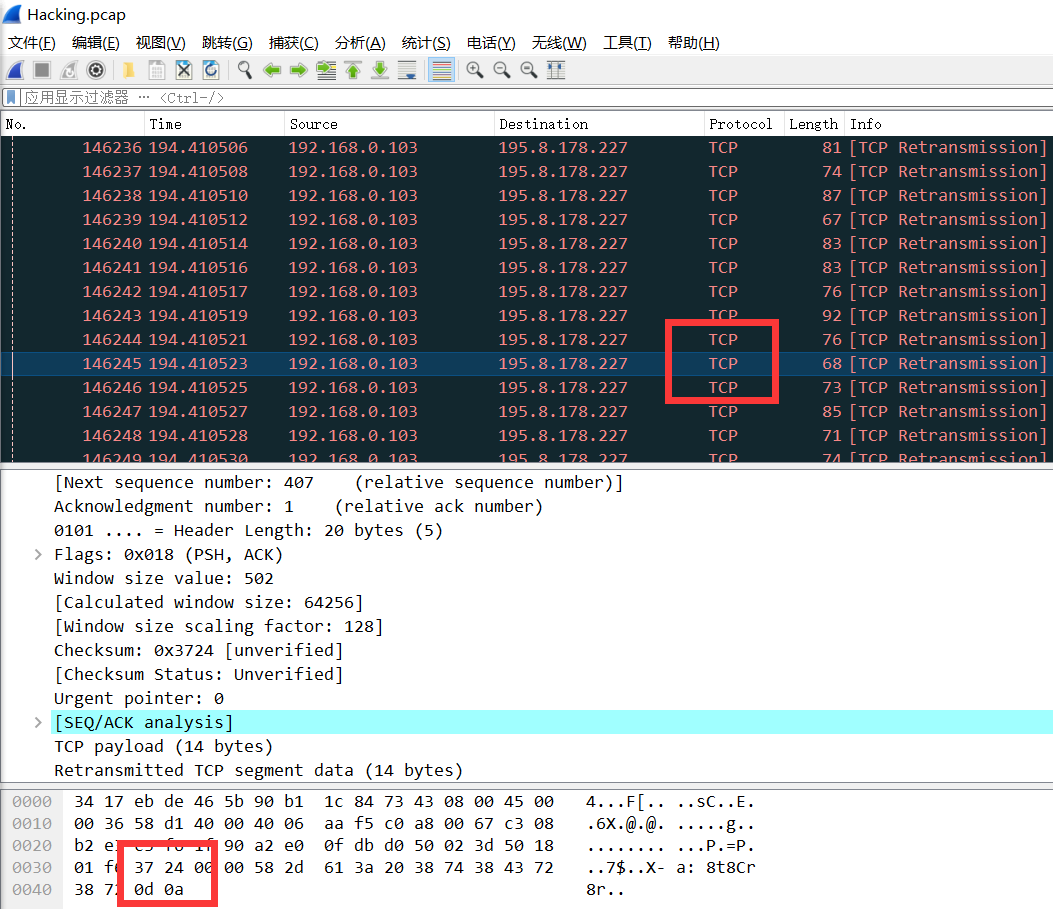 Hacking.pcap
文件(F) 编辑(E) 视图(V) 跳转(G) 捕获(C) 分析(A) 统计(S) 电话(Y) 无线(W) 工具(T) 帮助(H)
应用显示过滤器 … <Ctrl-/>
No. Time Source Destination Protocol Length Info
146236 194.410506 192.168.0.103 195.8.178.227 TCP 81 [TCP Retransmission]
146237 194.410508 192.168.0.103 195.8.178.227 TCP 74 [TCP Retransmission]
146238 194.410510 192.168.0.103 195.8.178.227 TCP 87 [TCP Retransmission]
146239 194.410512 192.168.0.103 195.8.178.227 TCP 67 [TCP Retransmission]
146240 194.410514 192.168.0.103 195.8.178.227 TCP 83 [TCP Retransmission]
146241 194.410516 192.168.0.103 195.8.178.227 TCP 83 [TCP Retransmission]
146242 194.410517 192.168.0.103 195.8.178.227 TCP 76 [TCP Retransmission]
146243 194.410519 192.168.0.103 195.8.178.227 TCP 92 [TCP Retransmission]
146244 194.410521 192.168.0.103 195.8.178.227 TCP 76 [TCP Retransmission]
146245 194.410523 192.168.0.103 195.8.178.227 TCP 68 [TCP Retransmission]
146246 194.410525 192.168.0.103 195.8.178.227 TCP 73 [TCP Retransmission]
146247 194.410527 192.168.0.103 195.8.178.227 TCP 85 [TCP Retransmission]
146248 194.410528 192.168.0.103 195.8.178.227 TCP 71 [TCP Retransmission]
146249 194.410530 192.168.0.103 195.8.178.227 TCP 74 [TCP Retransmission]
[Next sequence number: 407 (relative sequence number)]
Acknowledgment number: 1 (relative ack number)
0101 .... = Header Length: 20 bytes (5)
Flags: 0x018 (PSH, ACK)
Window size value: 502
[Calculated window size: 64256]
[Window size scaling factor: 128]
Checksum: 0x3724 [unverified]
[Checksum Status: Unverified]
Urgent pointer: 0
[SEQ/ACK analysis]
TCP payload (14 bytes)
Retransmitted TCP segment data (14 bytes)
0000 34 17 eb de 46 5b 90 b1 1c 84 73 43 08 00 45 00 4...F[.. ..sC..E.
0010 00 36 58 d1 40 00 40 06 aa f5 c0 a8 00 67 c3 08 .6X.@.@. .....g..
0020 b2 90 a2 e0 0f db d0 50 02 3d 50 18 ........ ...P.=P.
0030 01 37 24 00 00 58 2d 61 3a 20 38 74 38 43 72 ..7$..X- a: 8t8Cr
0040 38 0d 0a 8r..